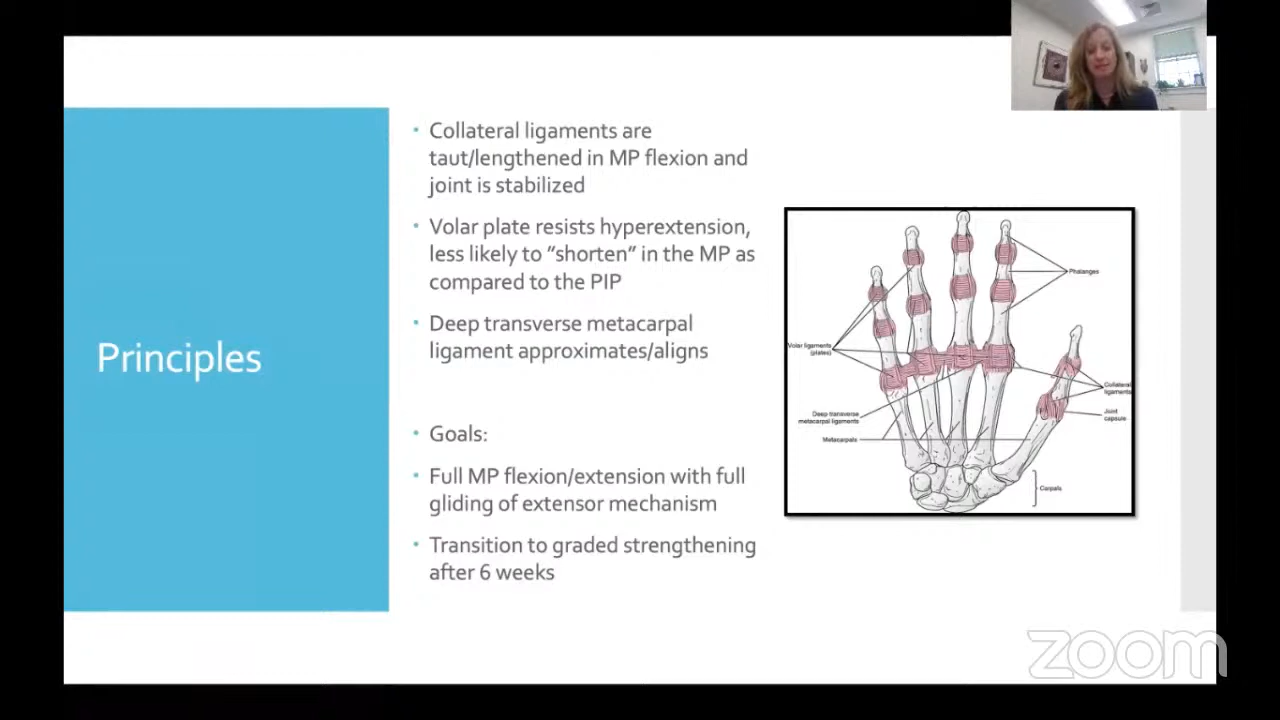 Principles
• Collateral ligaments are
taut/lengthened in MP flexion and
joint is stabilized
• Volar plate resists hyperextension,
less likely to "shorten" in the MP as
compared to the PIP
• Deep transverse metacarpal
ligament approximates/aligns
• Goals:
• Full MP flexion/extension with full
gliding of extensor mechanism
• Transition to graded strengthening
after 6 weeks
Phalanges
Volar ligaments
(plates)
Collateral
ligaments
Joint
capsule
Deep transverse
metacarpal ligaments
Metacarpals
Carpals
zoom